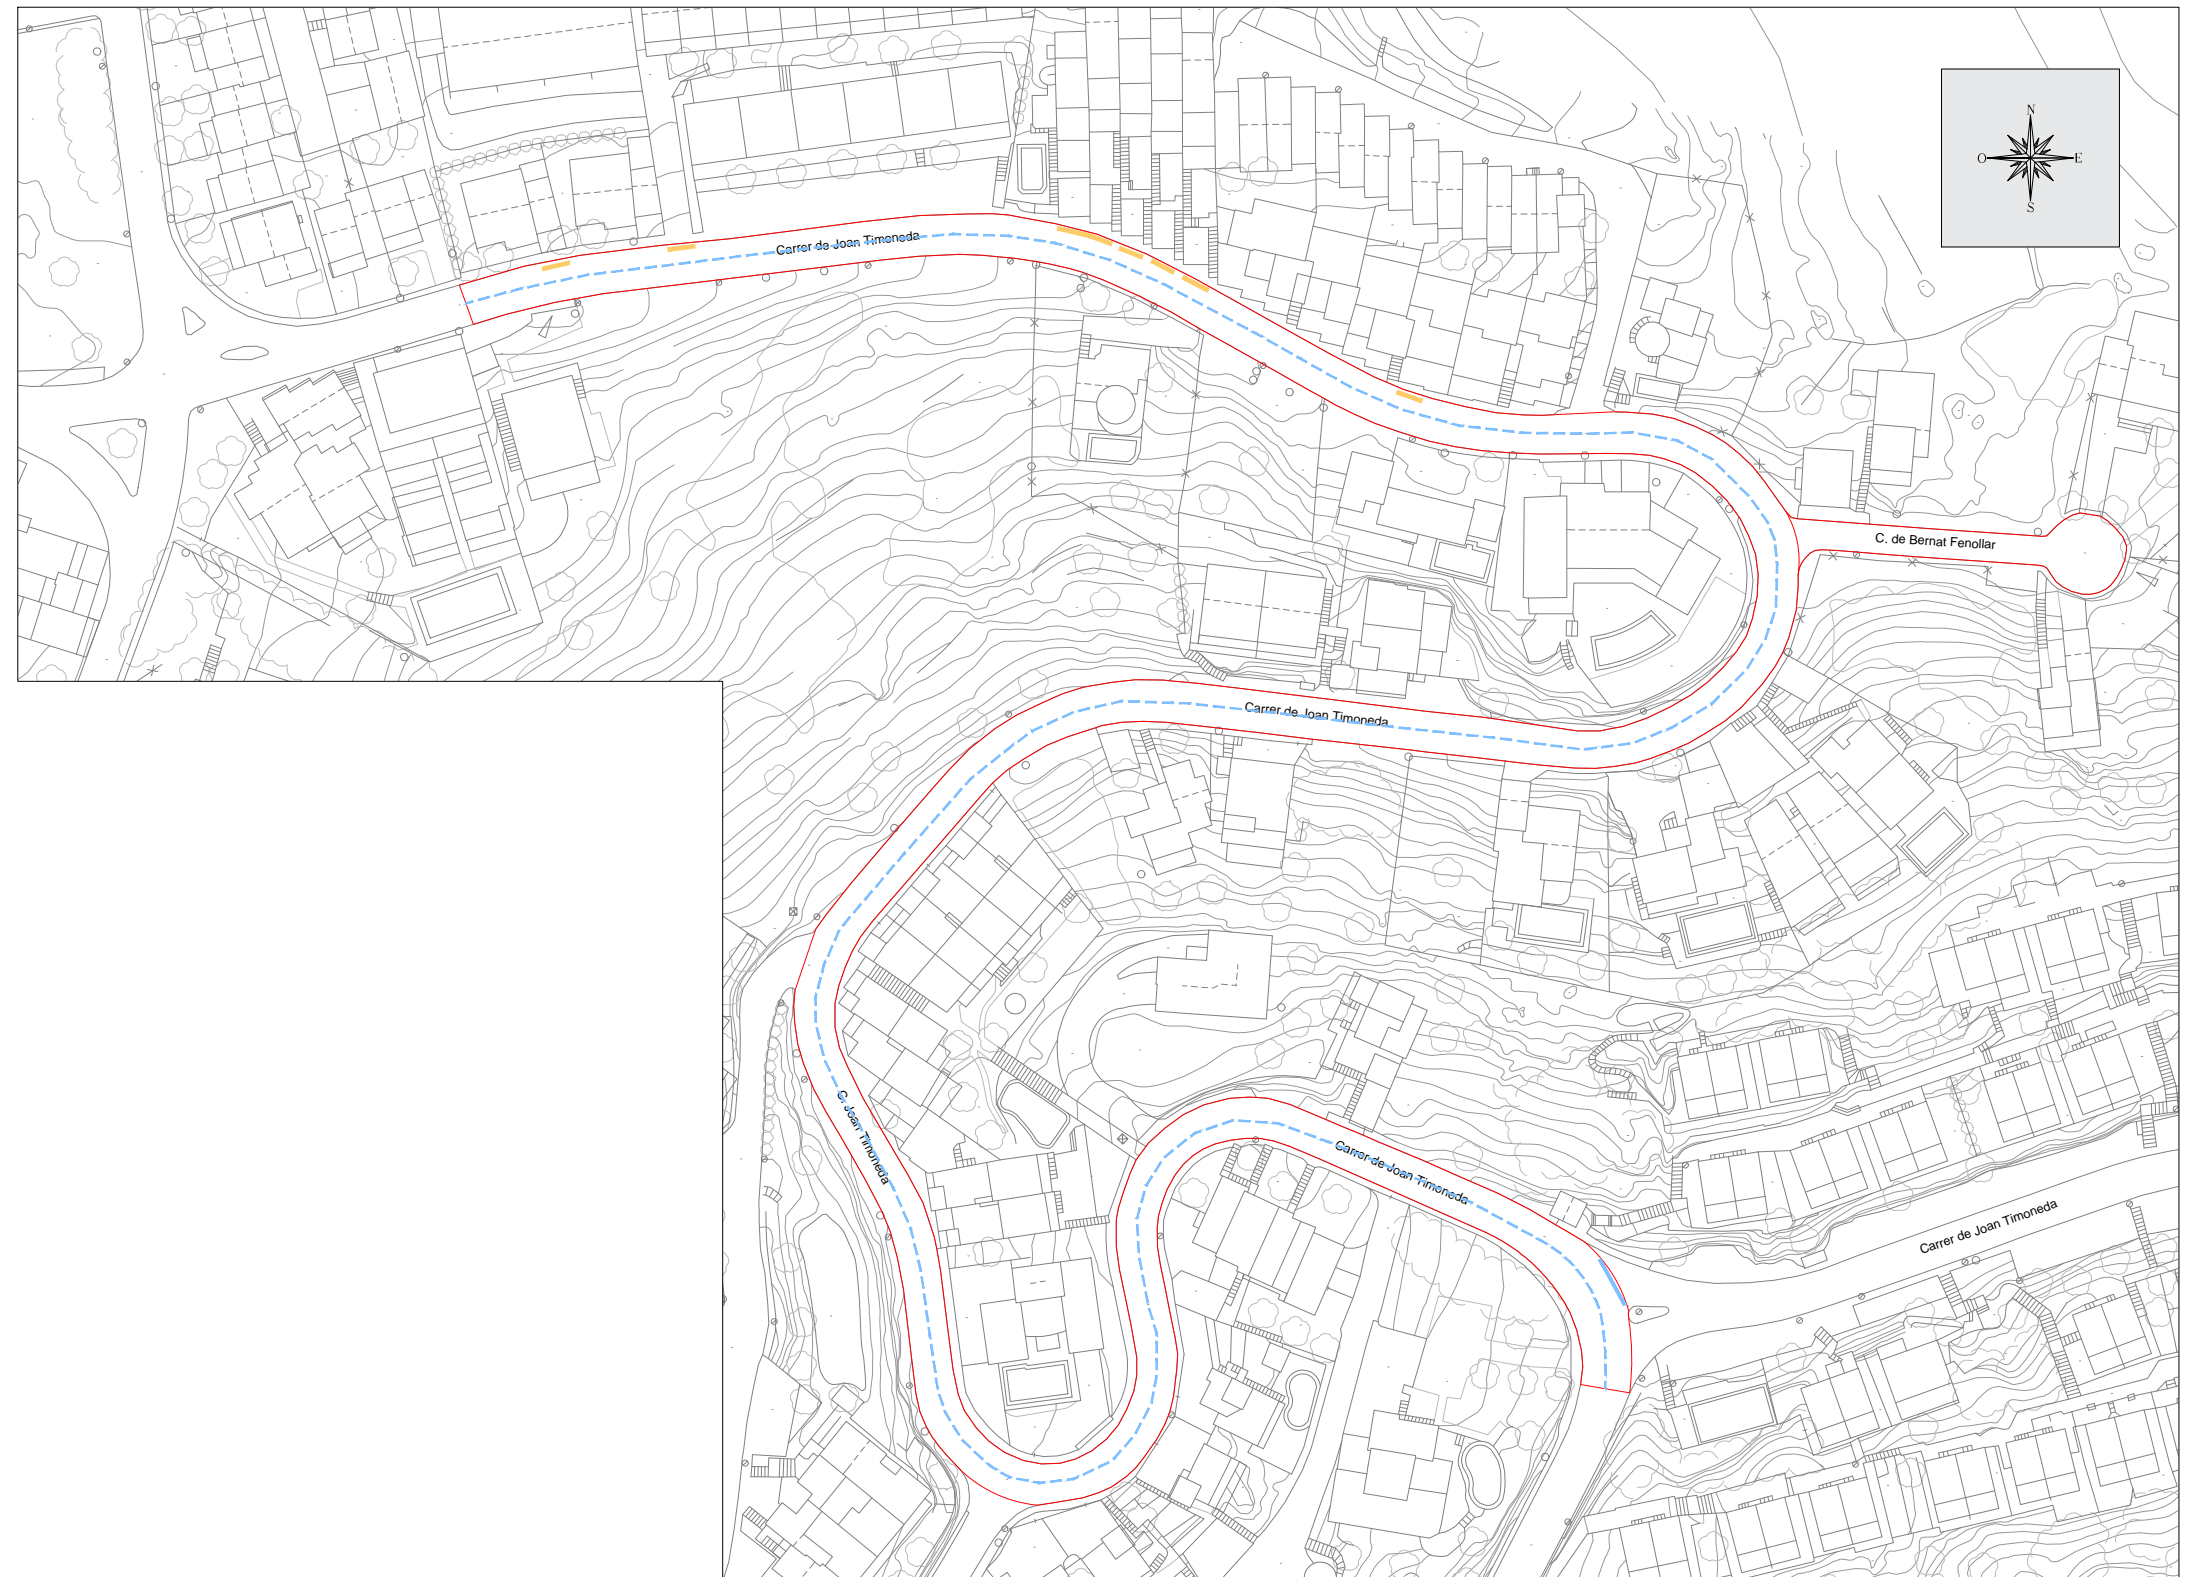 N
O
E
S
Carrer de Joan Timoneda
C. de Bernat Fenollar
Carrer de Joan Timoneda
C. Joan Timoneda
Carrer de Joan Timoneda
Carrer de Joan Timoneda